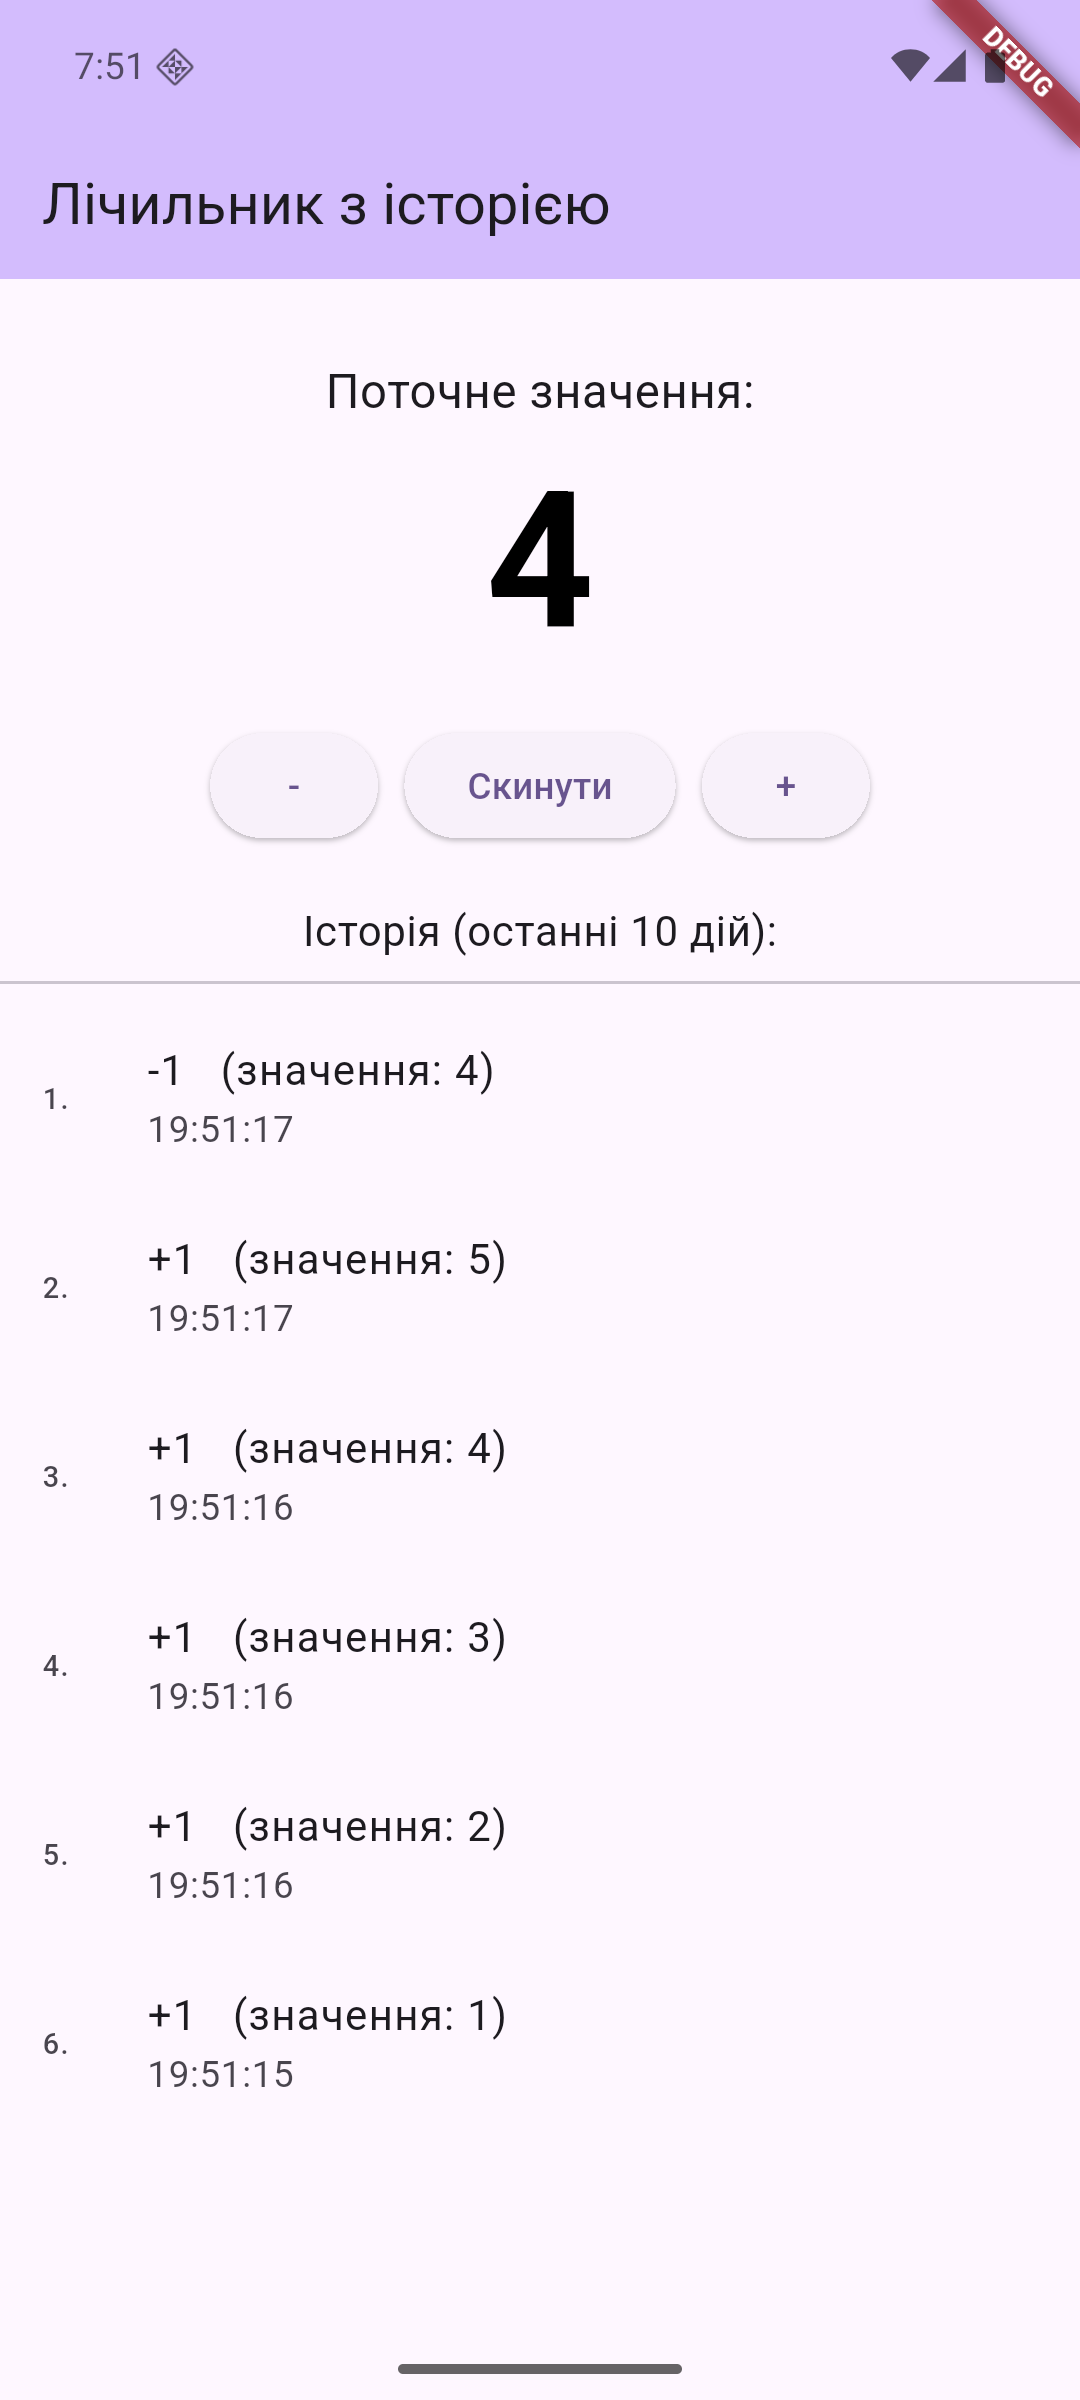 7:51
DEBUG
Лічильник з історією
Поточне значення:
4
- Скинути +
Історія (останні 10 дій):
1. -1 (значення: 4)
19:51:17
2. +1 (значення: 5)
19:51:17
3. +1 (значення: 4)
19:51:16
4. +1 (значення: 3)
19:51:16
5. +1 (значення: 2)
19:51:16
6. +1 (значення: 1)
19:51:15